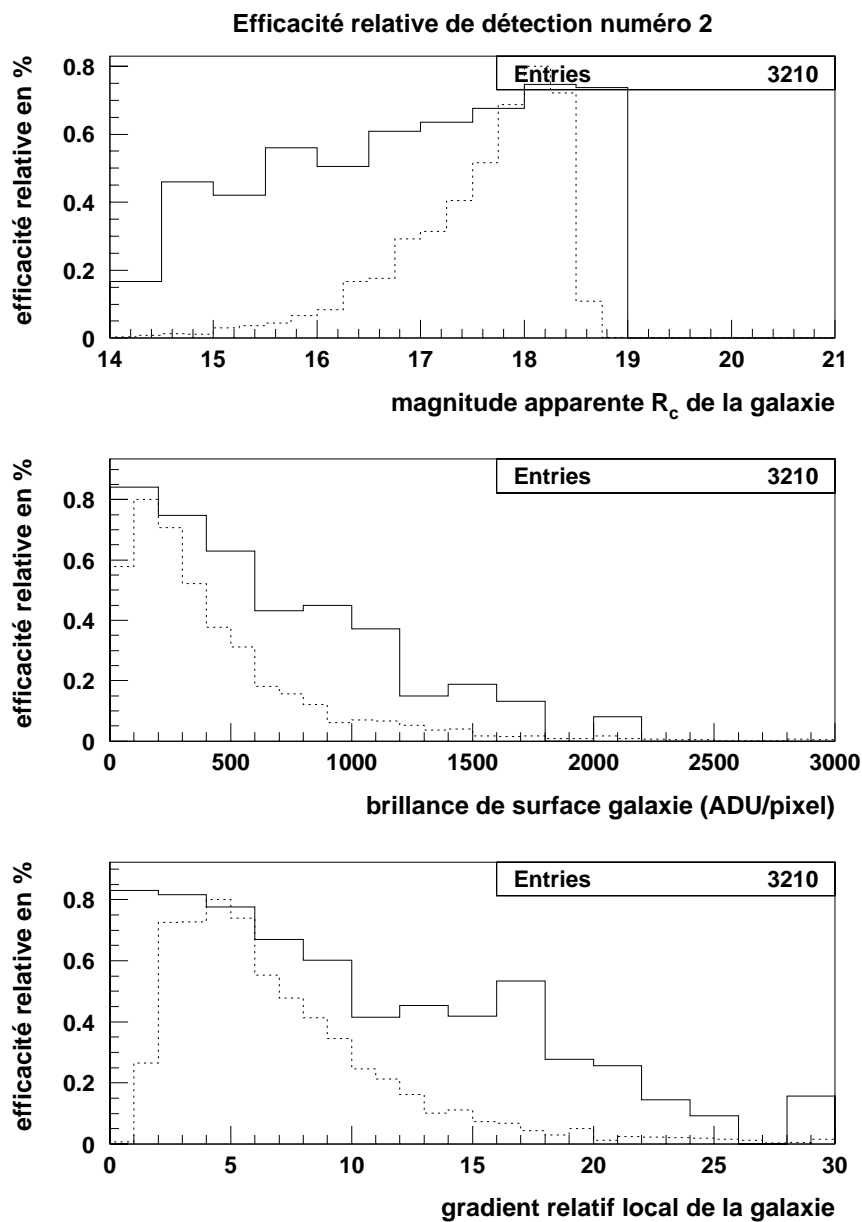 Efficacité relative de détection numéro 2
efficacité relative en %
Entries 3210
0.8
0.6
0.4
0.2
0
14 15 16 17 18 19 20 21
magnitude apparente Rc de la galaxie
efficacité relative en %
Entries 3210
0.8
0.6
0.4
0.2
0
0 500 1000 1500 2000 2500 3000
brillance de surface galaxie (ADU/pixel)
efficacité relative en %
Entries 3210
0.8
0.6
0.4
0.2
0
0 5 10 15 20 25 30
gradient relatif local de la galaxie